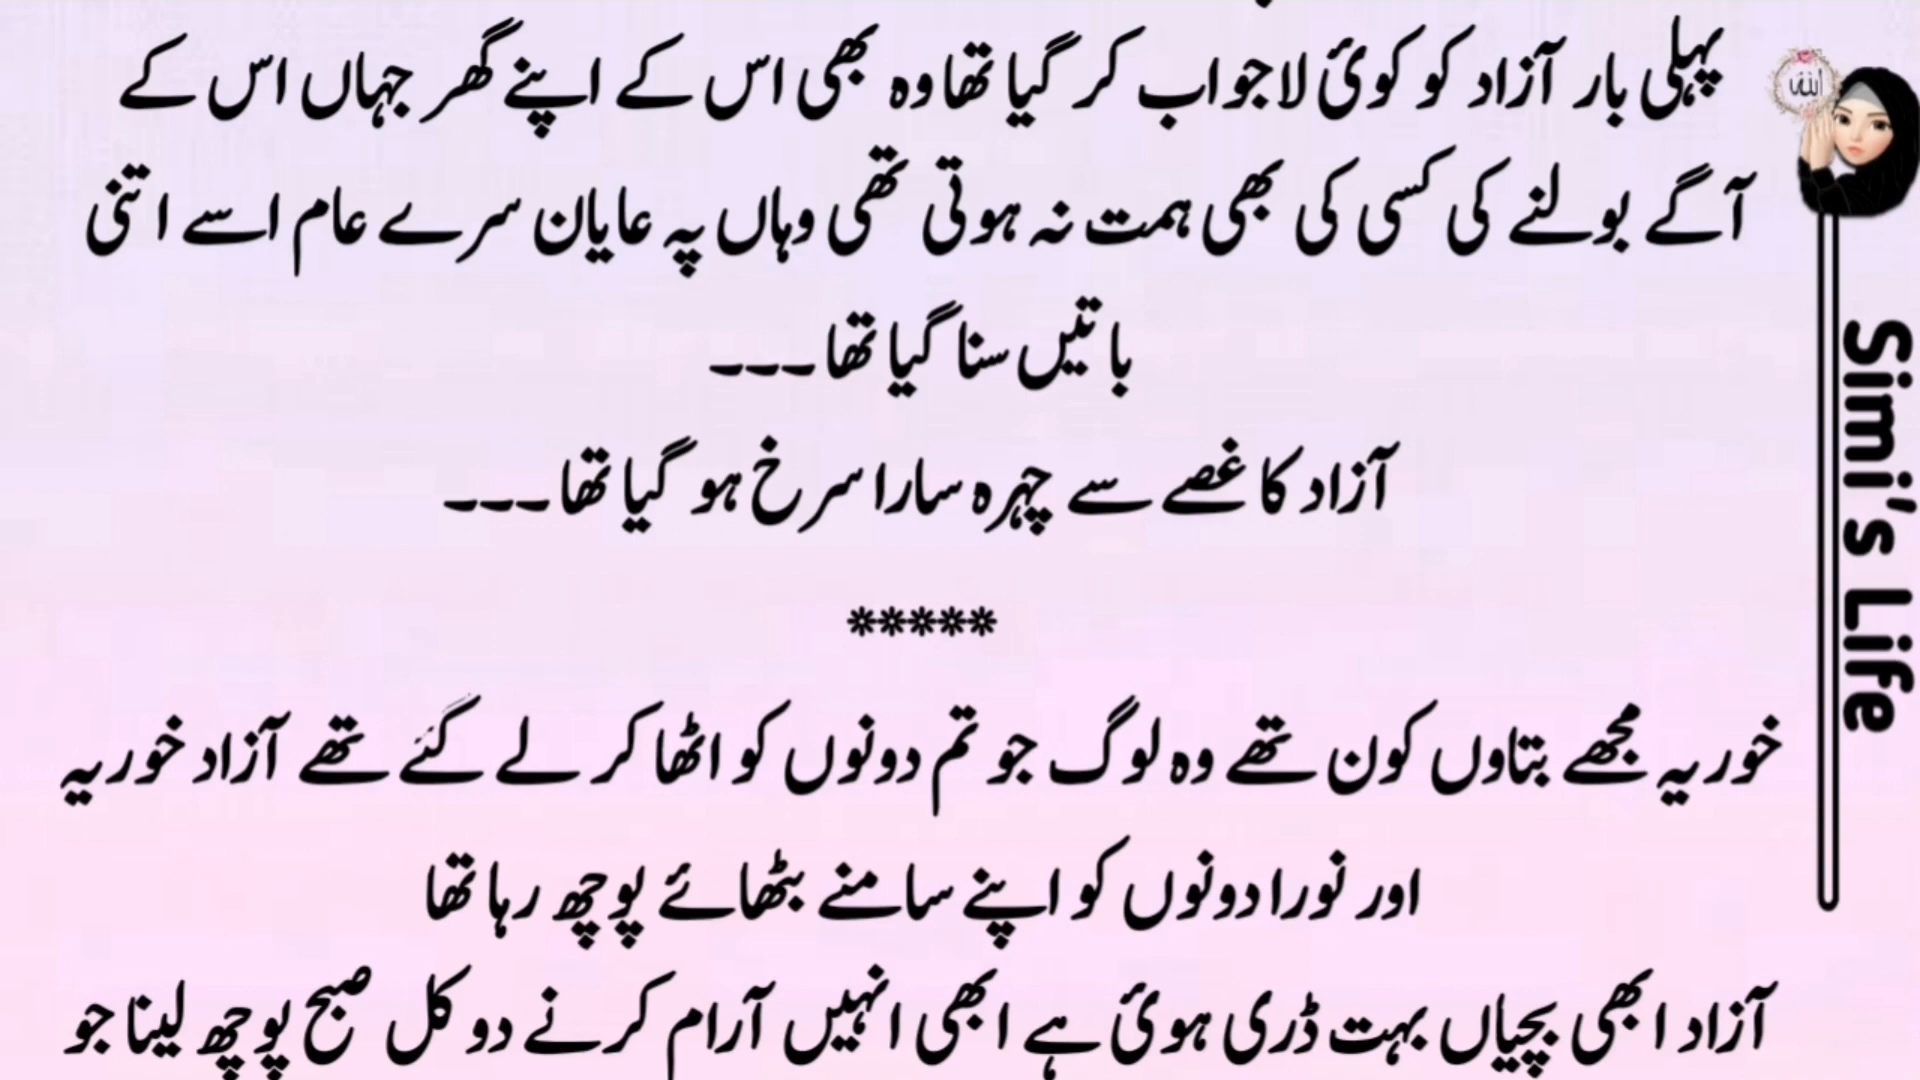 پہلی بار آزاد کو کوئ لاجواب کر گیا تھا وہ بھی اس کے اپنے گھر جہاں اس کے
آگے بولنے کی کسی کی بھی ہمت نہ ہوتی تھی وہاں پہ عایان سرے عام اسے اتنی
باتیں سنا گیا تھا۔۔۔
آزاد کا غصے سے چہرہ سارا سرخ ہو گیا تھا۔۔۔
*****
خوریہ مجھے بتاوں کون تھے وہ لوگ جو تم دونوں کو اٹھا کر لے گئے تھے آزاد خوریہ
اور نورا دونوں کو اپنے سامنے بٹھائے پوچھ رہا تھا
آزاد ابھی بچیاں بہت ڈری ہوئ ہے ابھی انہیں آرام کرنے دو کل صبح پوچھ لینا جو
الله
Simi's Life